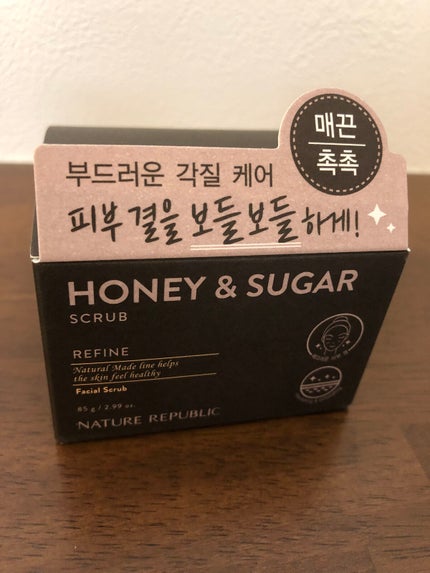 매끈
촉촉
부드러운 각질 케어
피부 결을 보들보들하게!
HONEY & SUGAR
SCRUB
REFINE
Natural Made line helps
the skin feel healthy
Facial Scrub
85 g / 2.99 oz.
NATURE REPUBLIC